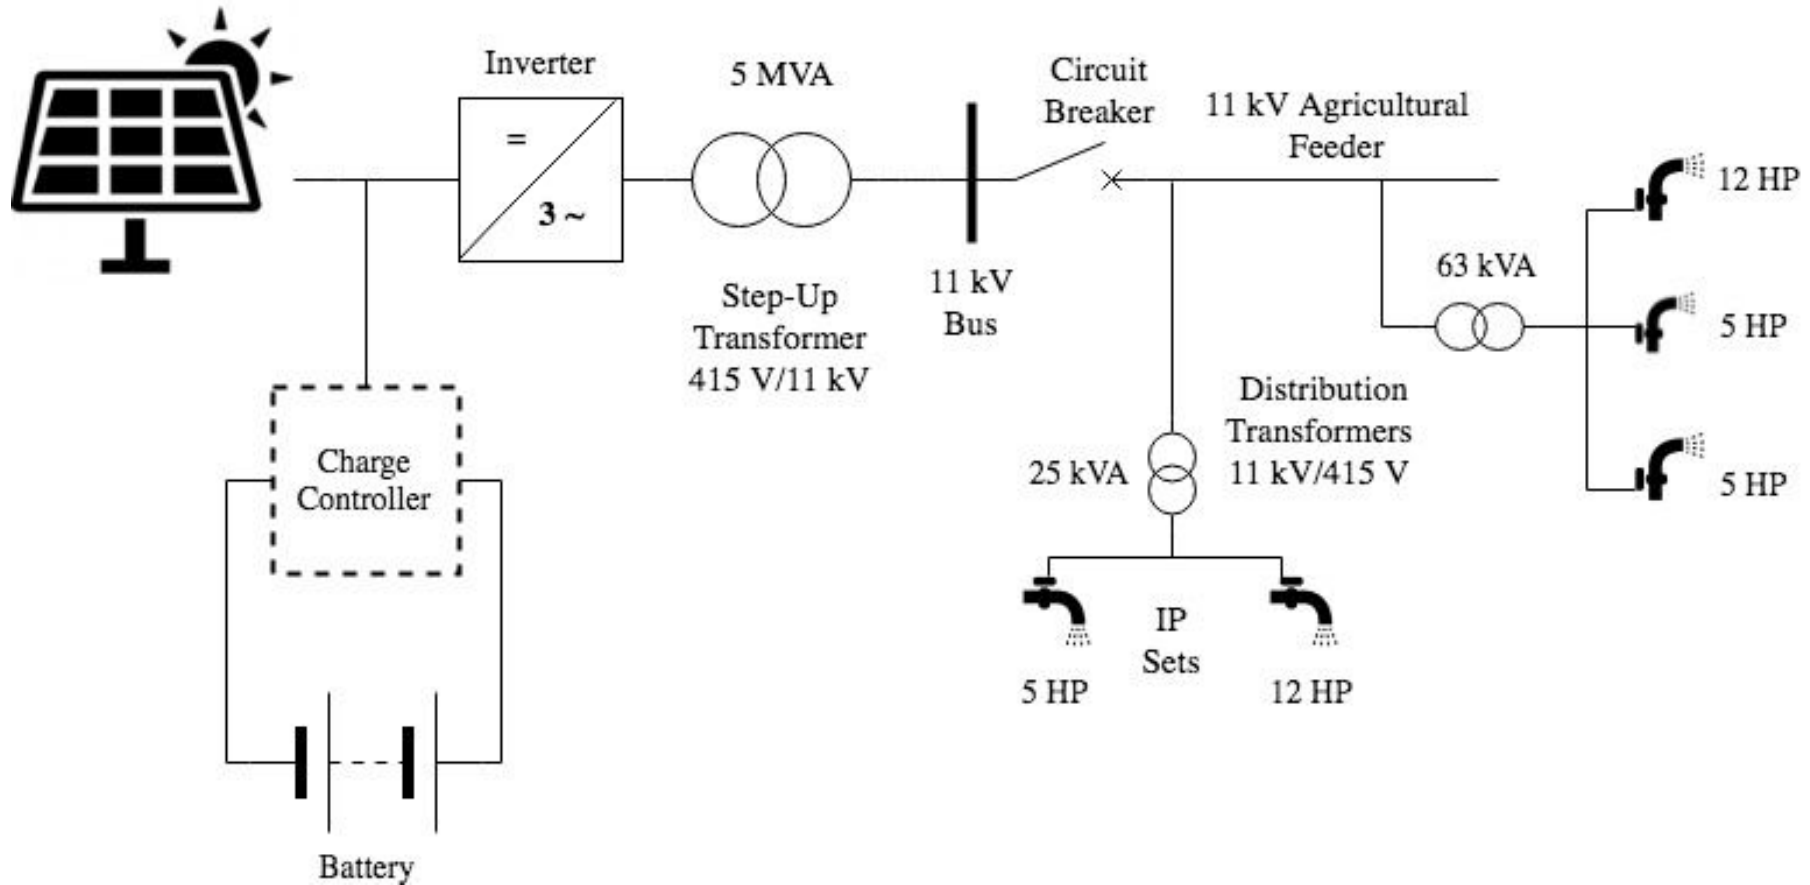 Inverter
=
3 ~
5 MVA
Step-Up
Transformer
415 V/11 kV
11 kV
Bus
Circuit
Breaker
11 kV Agricultural
Feeder
63 kVA
12 HP
5 HP
5 HP
Distribution
Transformers
11 kV/415 V
25 kVA
IP
Sets
5 HP
12 HP
Charge
Controller
Battery